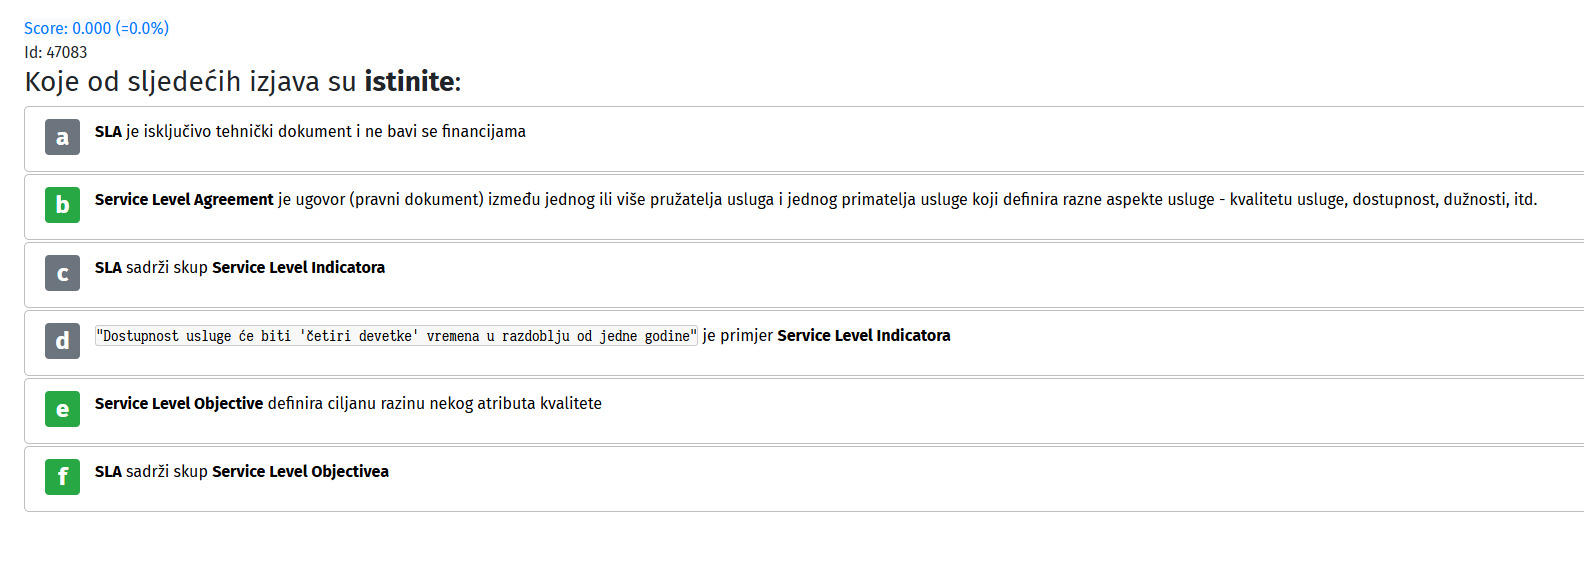 Score: 0.000 (=0.0%)
Id: 47083
Koje od sljedećih izjava su istinite:
a SLA je isključivo tehnički dokument i ne bavi se financijama
b Service Level Agreement je ugovor (pravni dokument) između jednog ili više pružatelja usluga i jednog primatelja usluge koji definira razne aspekte usluge - kvalitetu usluge, dostupnost, dužnosti, itd.
c SLA sadrži skup Service Level Indicatora
d "Dostupnost usluge će biti 'četiri devetke' vremena u razdoblju od jedne godine" je primjer Service Level Indicatora
e Service Level Objective definira ciljanu razinu nekog atributa kvalitete
f SLA sadrži skup Service Level Objectivea